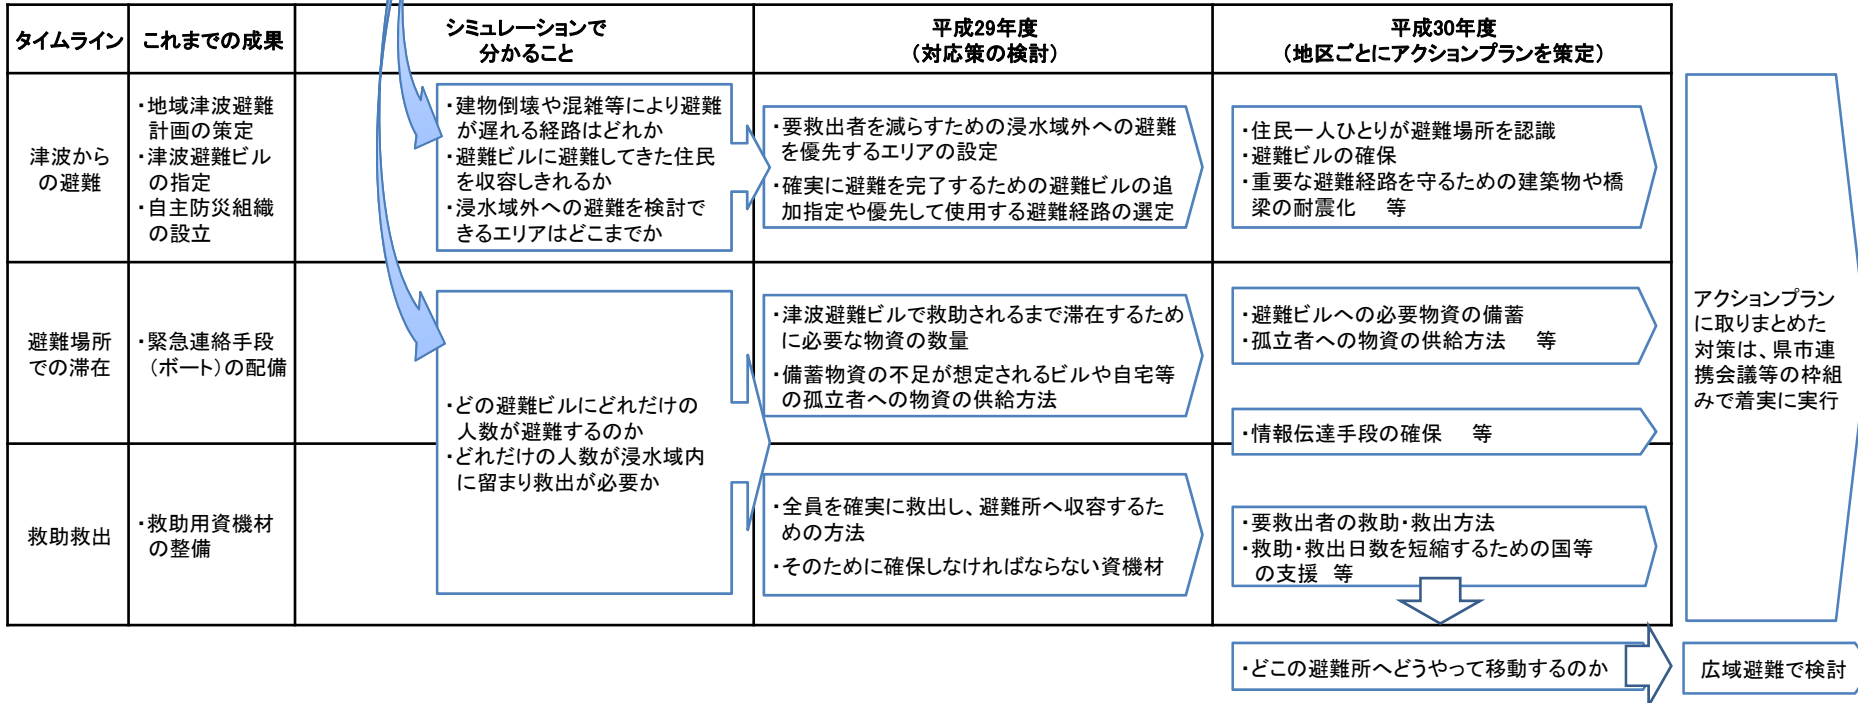 タイムライン
これまでの成果
シミュレーションで
分かること
平成29年度
(対応策の検討)
平成30年度
(地区ごとにアクションプランを策定)
津波から
の避難
・地域津波避難
計画の策定
・津波避難ビル
の指定
・自主防災組織
の設立
・建物倒壊や混雑等により避難
が遅れる経路はどれか
・避難ビルに避難してきた住民
を収容しきれるか
・浸水域外への避難を検討で
きるエリアはどこまでか
・要救出者を減らすための浸水域外への避難
を優先するエリアの設定
・確実に避難を完了するための避難ビルの追
加指定や優先して使用する避難経路の選定
・住民一人ひとりが避難場所を認識
・避難ビルの確保
・重要な避難経路を守るための建築物や橋
梁の耐震化 等
避難場所
での滞在
・緊急連絡手段
(ボート)の配備
・どの避難ビルにどれだけの
人数が避難するのか
・どれだけの人数が浸水域内
に留まり救出が必要か
・津波避難ビルで救助されるまで滞在するため
に必要な物資の数量
・備蓄物資の不足が想定されるビルや自宅等
の孤立者への物資の供給方法
・避難ビルへの必要物資の備蓄
・孤立者への物資の供給方法 等
・情報伝達手段の確保 等
救助救出
・救助用資機材
の整備
・全員を確実に救出し、避難所へ収容するた
めの方法
・そのために確保しなければならない資機材
・要救出者の救助・救出方法
・救助・救出日数を短縮するための国等
の支援 等
アクションプラン
に取りまとめた
対策は、県市連
携会議等の枠組
みで着実に実行
・どこの避難所へどうやって移動するのか
広域避難で検討